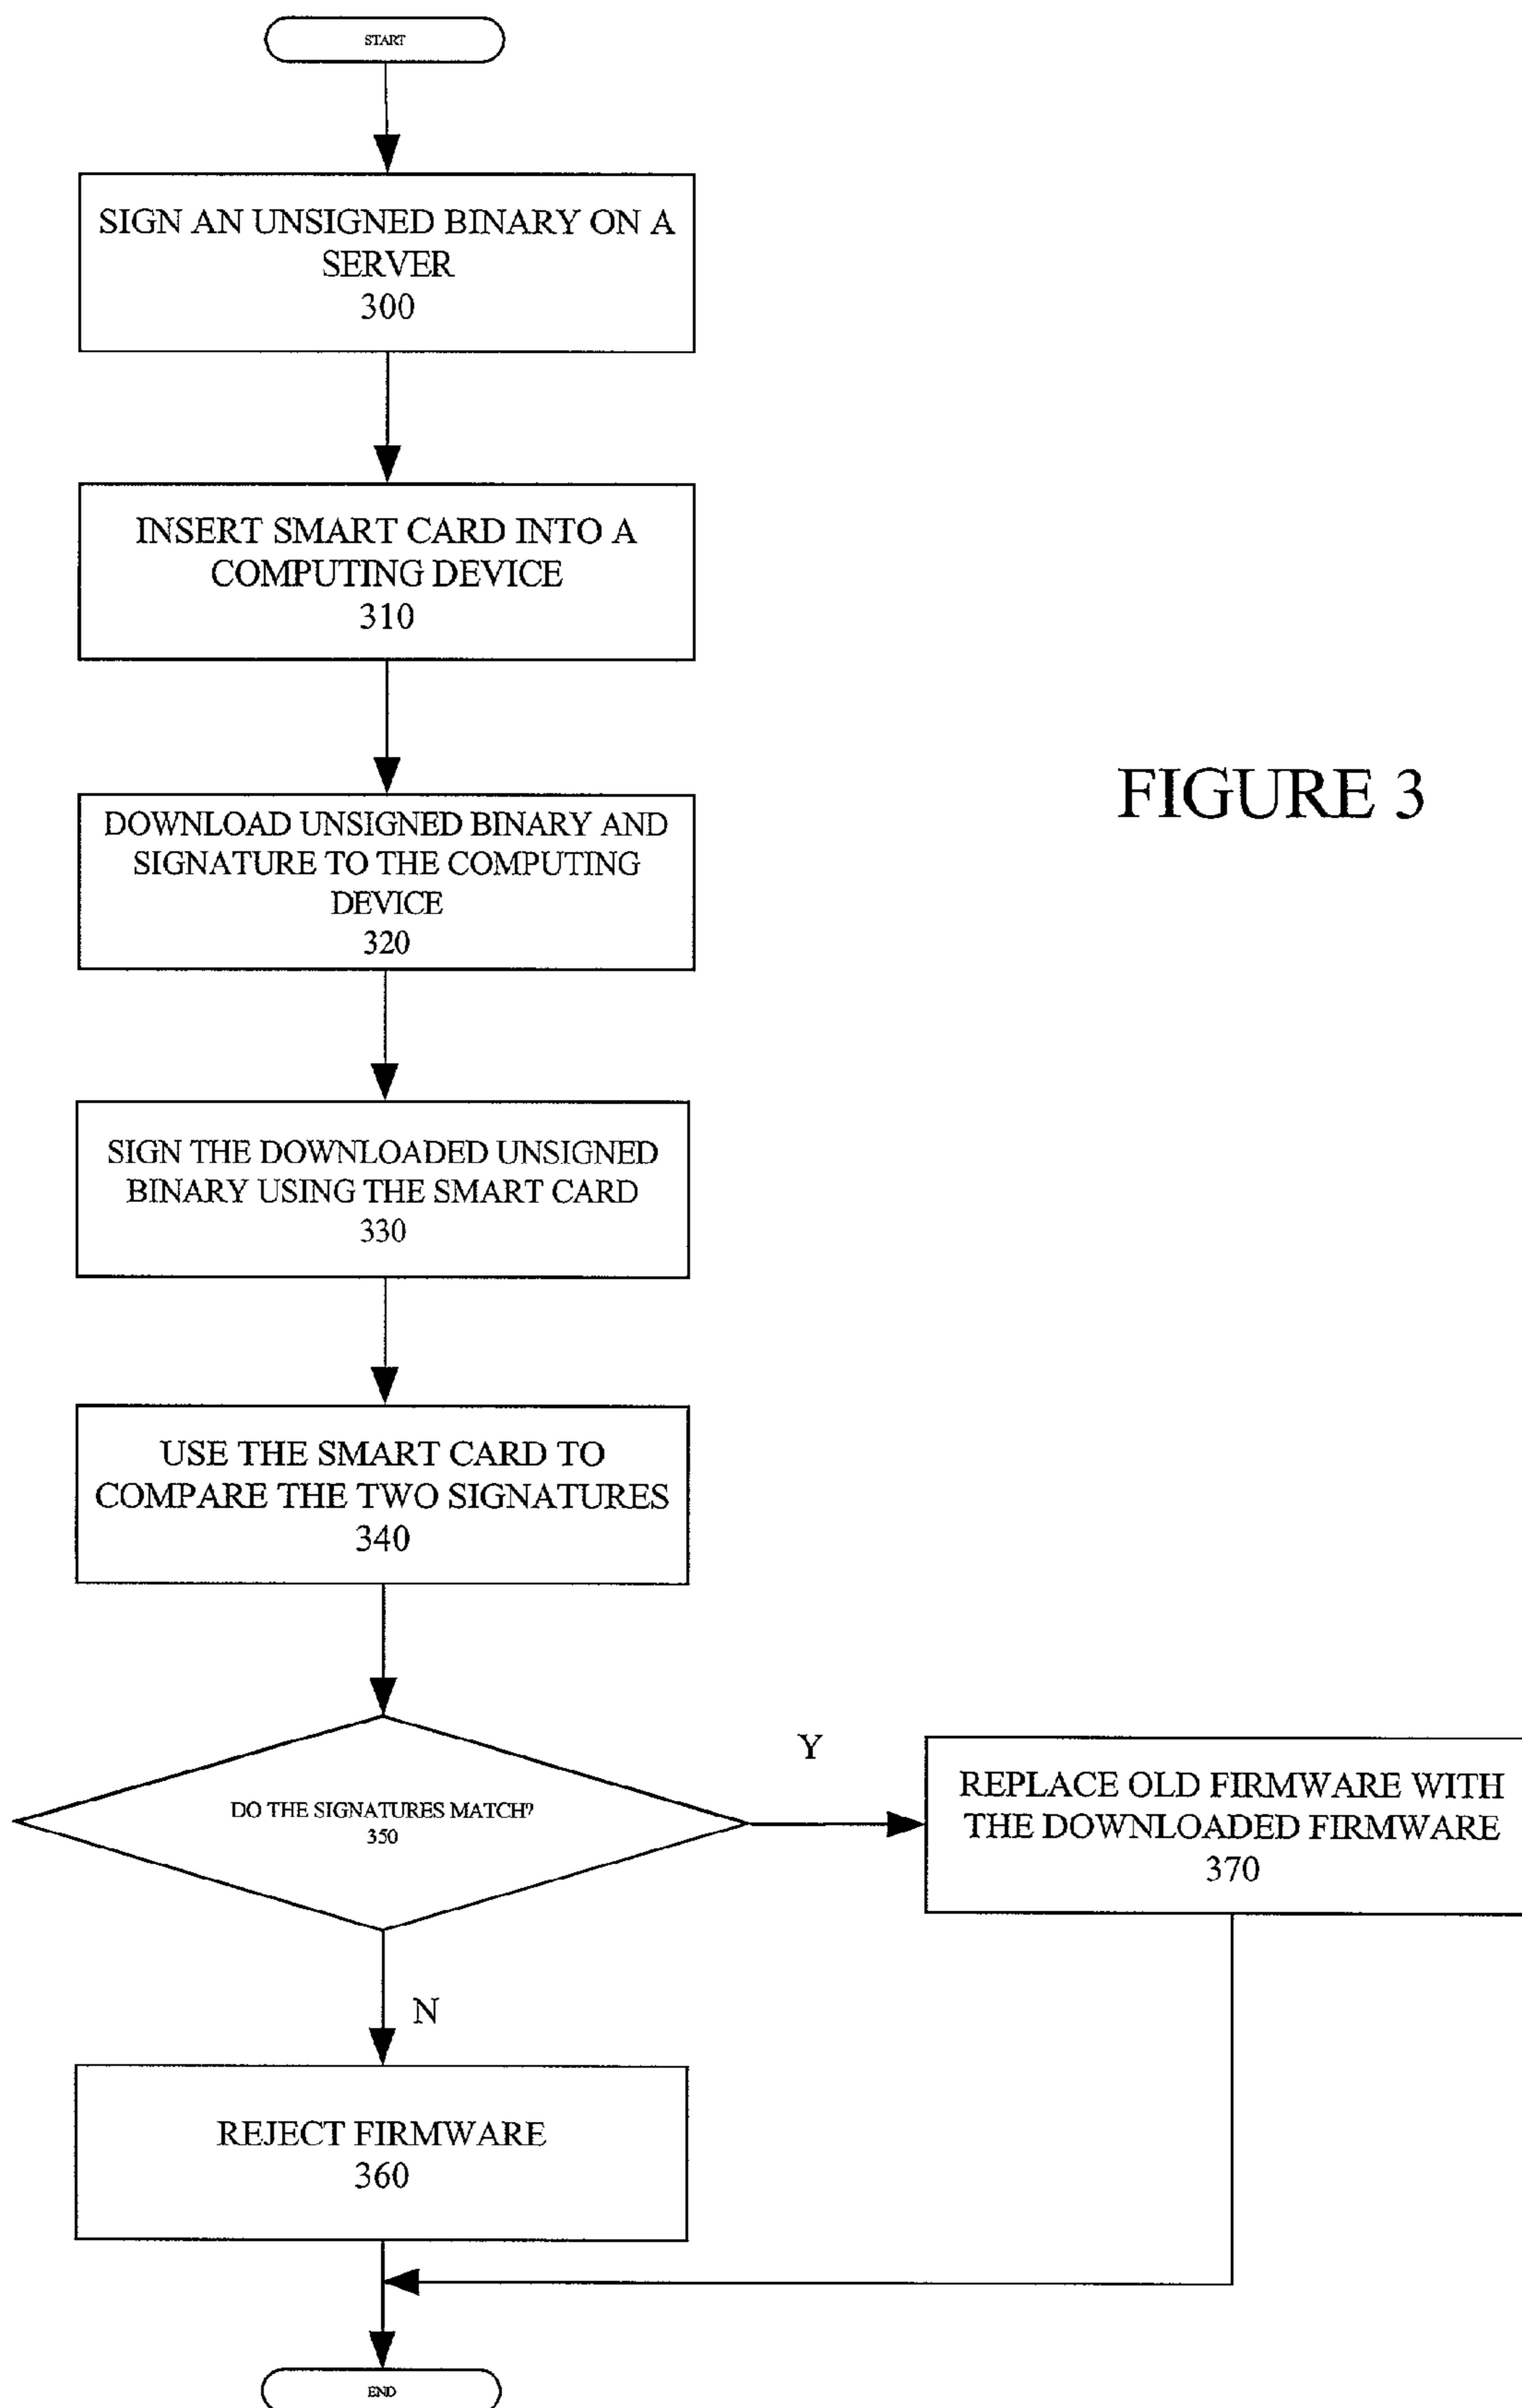 START
SIGN AN UNSIGNED BINARY ON A
SERVER
300
INSERT SMART CARD INTO A
COMPUTING DEVICE
310
FIGURE 3
DOWNLOAD UNSIGNED BINARY AND
SIGNATURE TO THE COMPUTING
DEVICE
320
SIGN THE DOWNLOADED UNSIGNED
BINARY USING THE SMART CARD
330
USE THE SMART CARD TO
COMPARE THE TWO SIGNATURES
340
DO THE SIGNATURES MATCH?
350
Y
REPLACE OLD FIRMWARE WITH
THE DOWNLOADED FIRMWARE
370
N
REJECT FIRMWARE
360
END